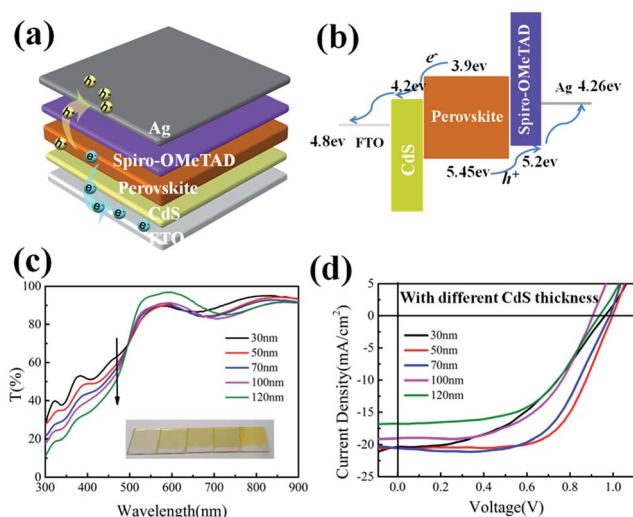 (a)
h+
h+
h+
h+
h+
Ag
Spiro-OMcTAD
e-
Perovskite
e-
CdS
e-
e-
e-
FTO
(b)
e-
3.9ev
4.2ev
Ag 4.26ev
Spiro-OMcTAD
Perovskite
4.8ev
FTO
CdS
5.45ev
h+
5.2ev
(c)
100
80
60
40
20
0
T(%)
30nm
50nm
70nm
100nm
120nm
300 400 500 600 700 800 900
Wavelength(nm)
(d)
With different CdS thickness
5
0
-5
-10
-15
-20
-25
Current Density(mA/cm²)
30nm
50nm
70nm
100nm
120nm
0.0 0.2 0.4 0.6 0.8 1.0
Voltage(V)